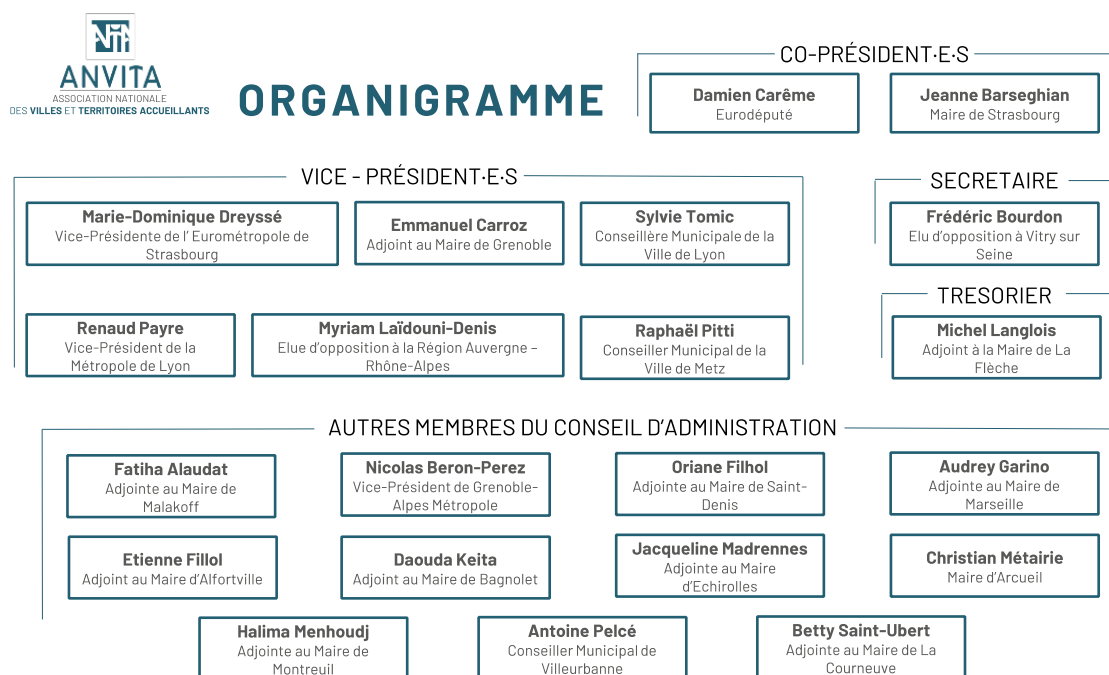 ANVITA
ASSOCIATION NATIONALE
DES VILLES ET TERRITOIRES ACCUEILLANTS
ORGANIGRAMME
CO-PRÉSIDENT·E·S
Damien Carême
Eurodéputé
Jeanne Barseghian
Maire de Strasbourg
VICE - PRÉSIDENT·E·S
Marie-Dominique Dreyssé
Vice-Présidente de l' Eurométropole de
Strasbourg
Emmanuel Carroz
Adjoint au Maire de Grenoble
Sylvie Tomic
Conseillère Municipale de la
Ville de Lyon
Renaud Payre
Vice-Président de la
Métropole de Lyon
Myriam Laïdouni-Denis
Elue d'opposition à la Région Auvergne –
Rhône-Alpes
Raphaël Pitti
Conseiller Municipal de la
Ville de Metz
SECRETAIRE
Frédéric Bourdon
Elu d'opposition à Vitry sur
Seine
TRESORIER
Michel Langlois
Adjoint à la Maire de La
Flèche
AUTRES MEMBRES DU CONSEIL D'ADMINISTRATION
Fatiha Alaudat
Adjointe au Maire de
Malakoff
Nicolas Beron-Perez
Vice-Président de Grenoble-
Alpes Métropole
Oriane Filhol
Adjointe au Maire de Saint-
Denis
Audrey Garino
Adjointe au Maire de
Marseille
Etienne Fillol
Adjoint au Maire d'Alfortville
Daouda Keita
Adjoint au Maire de Bagnolet
Jacqueline Madrennes
Adjointe au Maire
d'Echirolles
Christian Métairie
Maire d'Arcueil
Halima Menhoudj
Adjointe au Maire de
Montreuil
Antoine Pelcé
Conseiller Municipal de
Villeurbanne
Betty Saint-Ubert
Adjointe au Maire de La
Courneuve